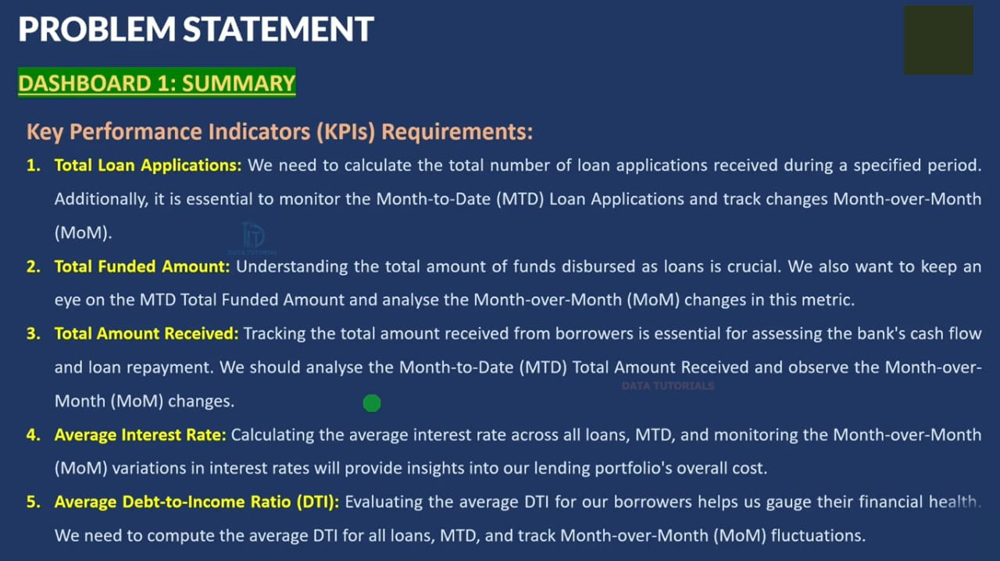 PROBLEM STATEMENT
DASHBOARD 1: SUMMARY
Key Performance Indicators (KPIs) Requirements:
1. Total Loan Applications: We need to calculate the total number of loan applications received during a specified period.
Additionally, it is essential to monitor the Month-to-Date (MTD) Loan Applications and track changes Month-over-Month
(MoM).
DATA TUTORIAL
2. Total Funded Amount: Understanding the total amount of funds disbursed as loans is crucial. We also want to keep an
eye on the MTD Total Funded Amount and analyse the Month-over-Month (MoM) changes in this metric.
3. Total Amount Received: Tracking the total amount received from borrowers is essential for assessing the bank's cash flow
and loan repayment. We should analyse the Month-to-Date (MTD) Total Amount Received and observe the Month-over-
DATA TUTORIALS
Month (MoM) changes.
4. Average Interest Rate: Calculating the average interest rate across all loans, MTD, and monitoring the Month-over-Month
(MoM) variations in interest rates will provide insights into our lending portfolio's overall cost.
5. Average Debt-to-Income Ratio (DTI): Evaluating the average DTI for our borrowers helps us gauge their financial health.
We need to compute the average DTI for all loans, MTD, and track Month-over-Month (MoM) fluctuations.